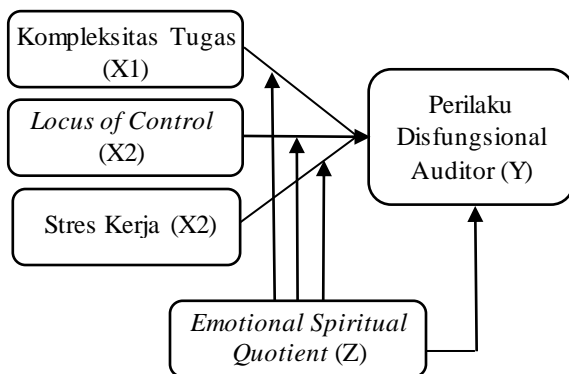 Kompleksitas Tugas
(X1)
Locus of Control
(X2)
Stres Kerja (X2)
Perilaku
Disfungsional
Auditor (Y)
Emotional Spiritual
Quotient (Z)